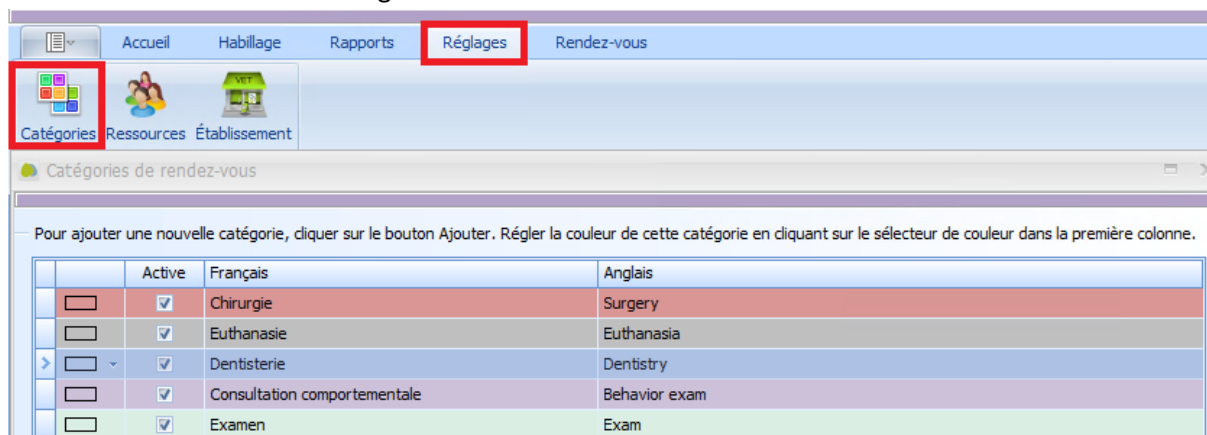 Accueil Habillage Rapports Réglages Rendez-vous
VET
Catégories Ressources Établissement
Catégories de rendez-vous
Pour ajouter une nouvelle catégorie, cliquer sur le bouton Ajouter. Régler la couleur de cette catégorie en cliquant sur le sélecteur de couleur dans la première colonne.
Active Français Anglais
Chirurgie Surgery
Euthanasie Euthanasia
Dentisterie Dentistry
Consultation comportementale Behavior exam
Examen Exam